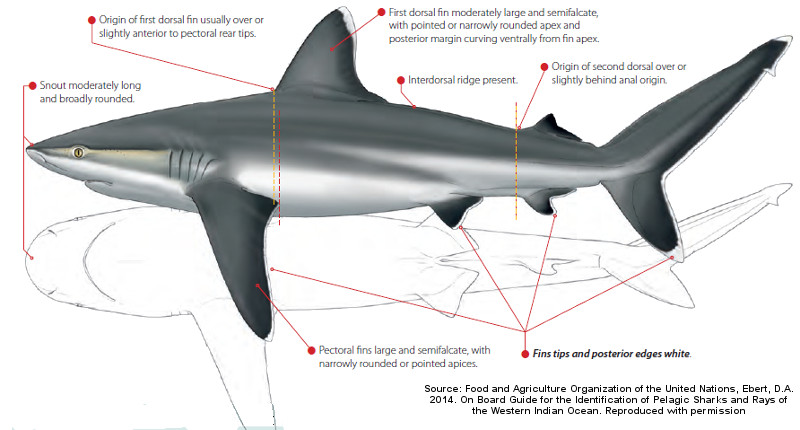 Origin of first dorsal fin usually over or
slightly anterior to pectoral rear tips.
First dorsal fin moderately large and semifalcate,
with pointed or narrowly rounded apex and
posterior margin curving ventrally from fin apex.
Snout moderately long
and broadly rounded.
Interdorsal ridge present.
Origin of second dorsal over or
slightly behind anal origin.
Pectoral fins large and semifalcate, with
narrowly rounded or pointed apices.
Fins tips and posterior edges white.
Source: Food and Agriculture Organization of the United Nations, Ebert, D.A.
2014. On Board Guide for the Identification of Pelagic Sharks and Rays of
the Western Indian Ocean. Reproduced with permission